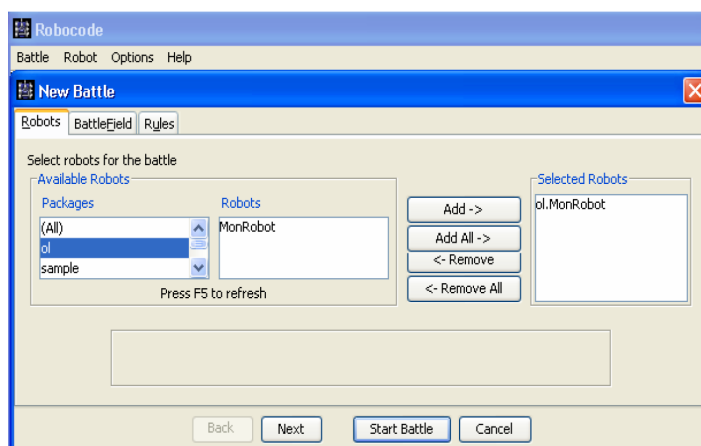 Robocode
Battle Robot Options Help
New Battle
Robots BattleField Rules
Select robots for the battle
Available Robots
Packages
(All)
ol
sample
Robots
MonRobot
Press F5 to refresh
Add ->
Add All ->
<- Remove
<- Remove All
Selected Robots
ol.MonRobot
Back Next Start Battle Cancel